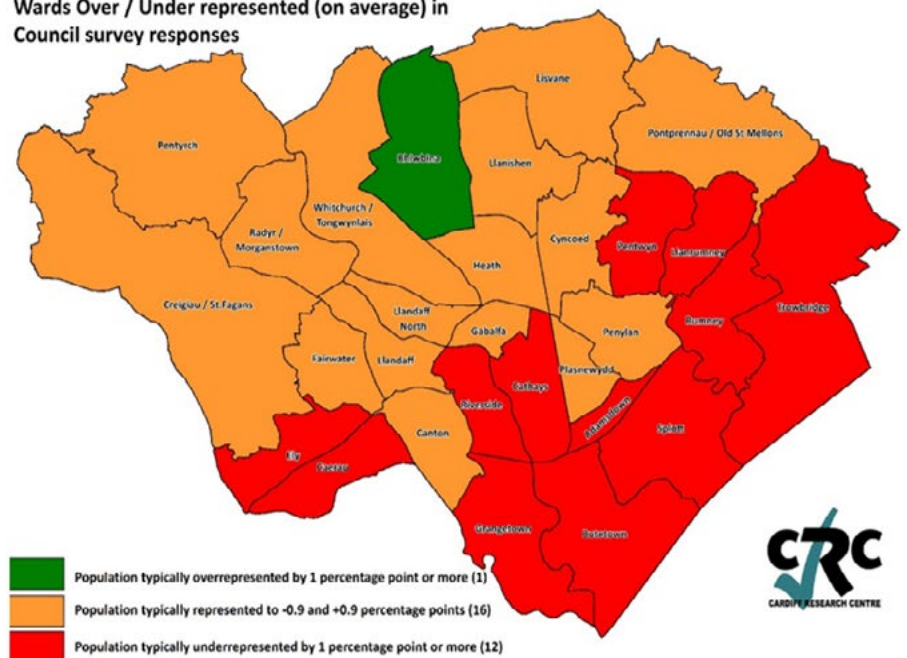 Wards Over / Under represented (on average) in
Council survey responses
Lisvane
Pentyrch
Rhiwbina
Llanishen
Pontprennau / Old St Mellons
Whitchurch /
Tongwynlais
Radyr /
Morganstown
Cyncoed
Pentwyn
Llanrumney
Heath
Creigiau / St.Fagans
Llandaff
North
Gabalfa
Penylan
Rumney
Trowbridge
Fairwater
Llandaff
Plasnewydd
Cathays
Riverside
Adamsdown
Splott
Canton
Ely
Caerau
Grangetown
Butetown
CRC
CARDIFF RESEARCH CENTRE
Population typically overrepresented by 1 percentage point or more (1)
Population typically represented to -0.9 and +0.9 percentage points (16)
Population typically underrepresented by 1 percentage point or more (12)